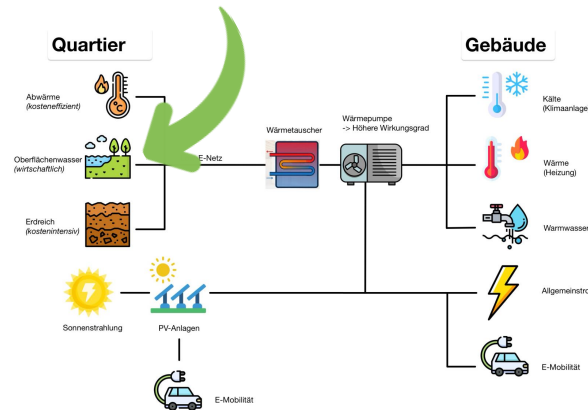 Quartier
Gebäude
Abwärme
(kosteneffizient)
°C
Oberflächenwasser
(wirtschaftlich)
Erdreich
(kostenintensiv)
E-Netz
Wärmetauscher
Wärmepumpe
-> Höhere Wirkungsgrad
Kälte
(Klimaanlage
Wärme
(Heizung)
Warmwasser
Sonnenstrahlung
PV-Anlagen
E-Mobilität
Allgemeinstro
E-Mobilität